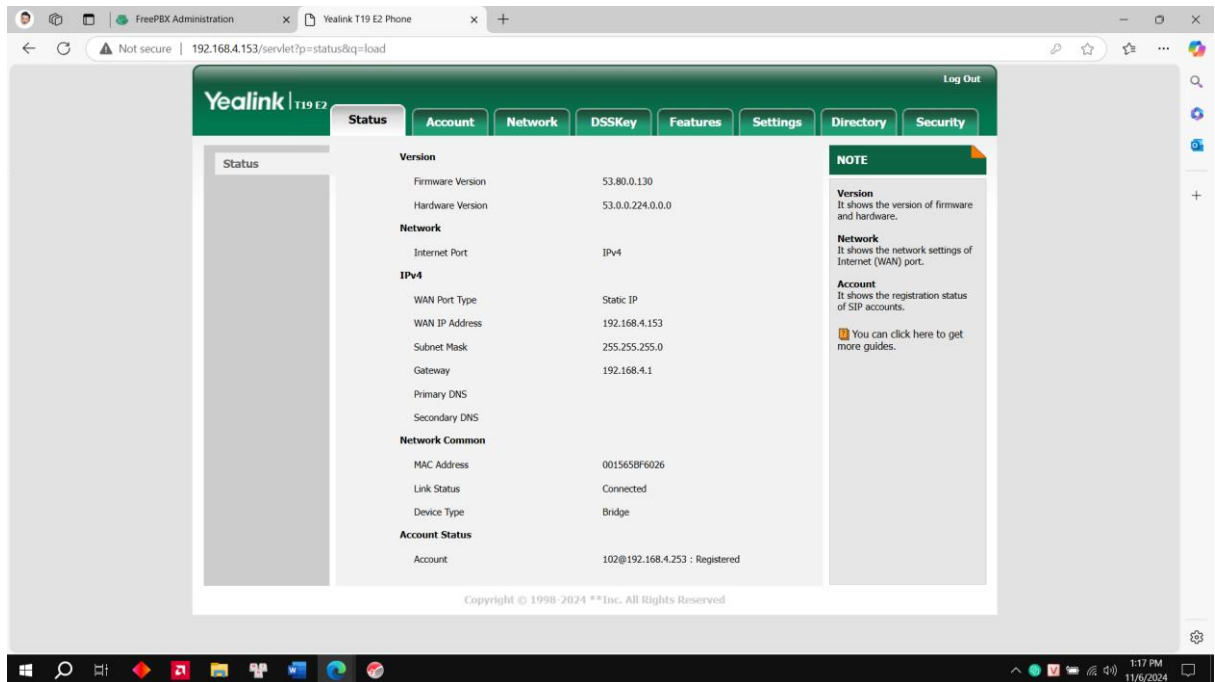 FreePBX Administration
Yealink T19 E2 Phone
Not secure | 192.168.4.153/servlet?p=status&q=load
Log Out
Yealink | T19 E2
Status Account Network DSSKey Features Settings Directory Security
Status
Version
Firmware Version 53.80.0.130
Hardware Version 53.0.0.224.0.0.0
Network
Internet Port IPv4
IPv4
WAN Port Type Static IP
WAN IP Address 192.168.4.153
Subnet Mask 255.255.255.0
Gateway 192.168.4.1
Primary DNS
Secondary DNS
Network Common
MAC Address 001565BF6026
Link Status Connected
Device Type Bridge
Account Status
Account 102@192.168.4.253 : Registered
NOTE
Version
It shows the version of firmware
and hardware.
Network
It shows the network settings of
Internet (WAN) port.
Account
It shows the registration status
of SIP accounts.
You can click here to get
more guides.
Copyright © 1998-2024 **Inc. All Rights Reserved
1:17 PM
11/6/2024